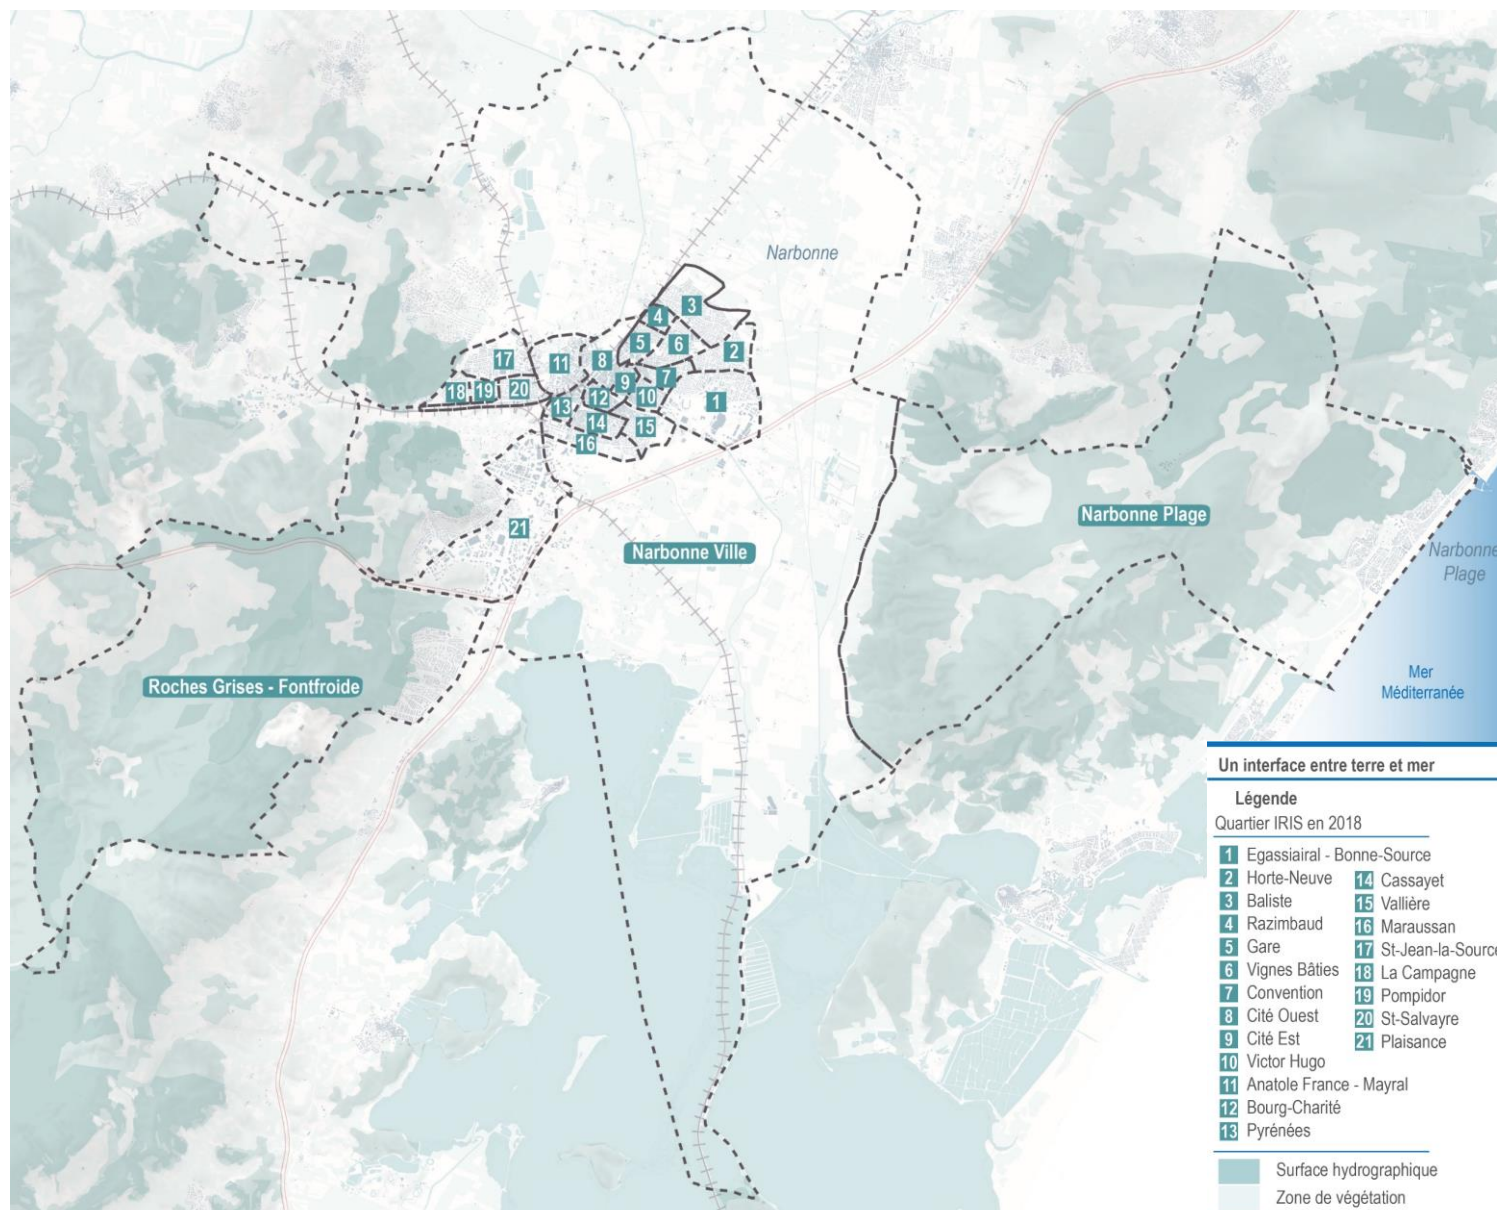 Narbonne
3
4
5
6
2
17
11
8
7
18
19
20
9
12
10
1
13
14
15
16
21
Narbonne Plage
Narbonne Ville
Narbonne
Plage
Roches Grises - Fontfroide
Mer
Méditerranée
Un interface entre terre et mer
Légende
Quartier IRIS en 2018
1 Egassiairal - Bonne-Source
2 Horte-Neuve
3 Baliste
4 Razimbaud
5 Gare
6 Vignes Bâties
7 Convention
8 Cité Ouest
9 Cité Est
10 Victor Hugo
11 Anatole France - Mayral
12 Bourg-Charité
13 Pyrénées
14 Cassayet
15 Vallière
16 Maraussan
17 St-Jean-la-Source
18 La Campagne
19 Pompidor
20 St-Salvayre
21 Plaisance
Surface hydrographique
Zone de végétation